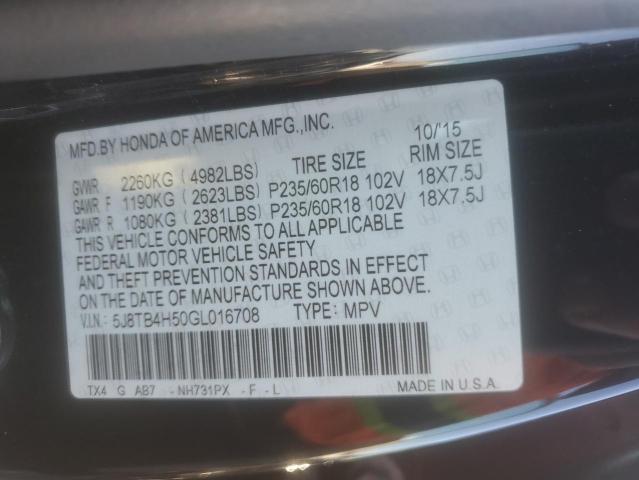 MFD.BY HONDA OF AMERICA MFG.,INC. 10/'15
TIRE SIZE RIM SIZE
GVWR 2260KG (4982LBS)
GAWR F 1190KG (2623LBS) P235/60R18 102V 18X7.5J
GAWR R 1080KG (2381LBS) P235/60R18 102V 18X7.5J
THIS VEHICLE CONFORMS TO ALL APPLICABLE
FEDERAL MOTOR VEHICLE SAFETY
AND THEFT PREVENTION STANDARDS IN EFFECT
ON THE DATE OF MANUFACTURE SHOWN ABOVE.
V.I.N.: 5J8TB4H50GL016708 TYPE: MPV
TX4 G AB7 -NH731PX -F -L MADE IN U.S.A.